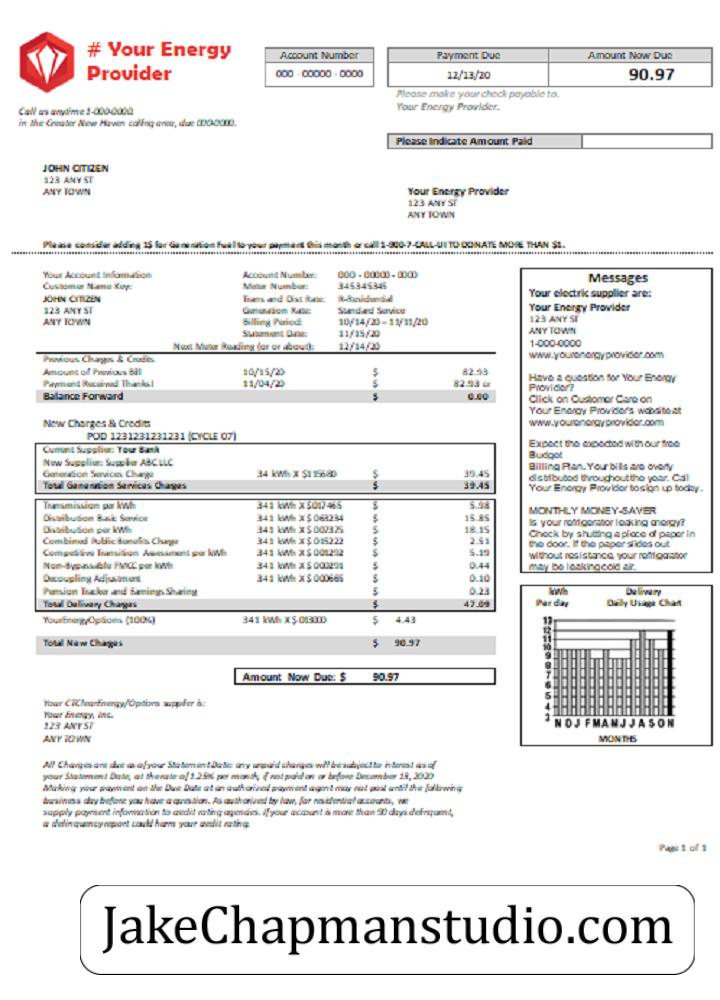 # Your Energy
Provider
Call us anytime 1-000-0000.
in the Greater New Haven calling area, due 000-0000.
Account Number
000 - 00000 - 0000
Payment Due
Amount Now Due
12/13/20
90.97
Please make your check payable to.
Your Energy Provider.
Please Indicate Amount Paid
JOHN CITIZEN
123 ANY ST
ANY TOWN
Your Energy Provider
123 ANY ST
ANY TOWN
Please consider adding 1$ for Generation Fuel to your payment this month or call 1-900-7-CALL-UI TO DONATE MORE THAN $1.
Your Account Information
Customer Name Key:
JOHN CITIZEN
123 ANY ST
ANY TOWN
Account Number: 000 - 00000 - 0000
Meter Number: 345345345
Trans and Dist Rate: R-Residential
Generation Rate: Standard Service
Billing Period: 10/14/20 – 11/11/20
Statement Date: 11/15/20
Next Meter Reading (or or about): 12/14/20
Previous Charges & Credits
Amount of Previous Bill 10/15/20 $ 82.93
Payment Received Thanks! 11/04/20 $ 82.93 cr
Balance Forward $ 0.00
New Charges & Credits
POD 1231231231231 (CYCLE 07)
Current Supplier: Your Bank
New Supplier: Supplier ABC LLC
Generation Services Charge 34 kWh X $115680 $ 39.45
Total Generation Services Charges $ 39.45
Transmission per kWh 341 kWh X $017465 $ 5.98
Distribution Basic Service 341 kWh X $063234 $ 15.85
Distribution per kWh 341 kWh X $007375 $ 18.15
Combined Public Benefits Charge 341 kWh X $015222 $ 2.51
Competitive Transition Assessment per kWh 341 kWh X $001292 $ 5.19
Non-Bypassable FMCC per kWh 341 kWh X $000291 $ 0.44
Decoupling Adjustment 341 kWh X $000665 $ 0.10
Pension Tracker and Earnings Sharing $ 0.23
Total Delivery Charges $ 47.09
YourEnergyOptions (100%) 341 kWh X $013000 $ 4.43
Total New Charges $ 90.97
Amount Now Due: $ 90.97
Your CTClearEnergy/Options supplier is:
Your Energy, Inc.
123 ANY ST
ANY TOWN
All Charges are due as of your Statement Date: any unpaid charges will be subject to interest as of
your Statement Date, at the rate of 1.25% per month, if not paid on or before December 13, 2020
Making your payment on the Due Date at an authorized payment agent may not post until the following
business day before you have a question. As authorized by law, for residential accounts, we
supply payment information to credit rating agencies. If your account is more than 90 days delinquent,
a delinquency report could harm your credit rating.
Messages
Your electric supplier are:
Your Energy Provider
123 ANY ST
ANY TOWN
1-000-0000
www.yourenergyprovider.com
Have a question for Your Energy
Provider?
Click on Customer Care on
Your Energy Provider's website at
www.yourenergyprovider.com
Expect the expected with our free
Budget
Billing Plan. Your bills are overly
distributed throughout the year. Call
Your Energy Provider to sign up today.
MONTHLY MONEY-SAVER
Is your refrigerator leaking energy?
Check by shutting a piece of paper in
the door. If the paper slides out
without resistance, your refrigerator
may be leaking cold air.
kWh Delivery
Per day Daily Usage Chart
13
12
11
10
9
8
7
6
5
4
3
N O J F M A M J J A S O N
MONTHS
Page 1 of 1
JakeChapmanstudio.com